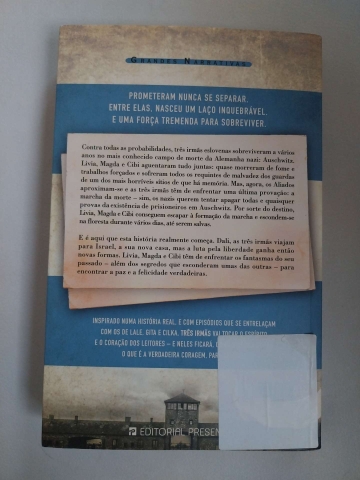 GRANDES NARRATIVAS
PROMETERAM NUNCA SE SEPARAR.
ENTRE ELAS, NASCEU UM LAÇO INQUEBRÁVEL.
E UMA FORÇA TREMENDA PARA SOBREVIVER.
Contra todas as probabilidades, três irmãs eslovenas sobreviveram a vários
anos no mais conhecido campo de morte da Alemanha nazi: Auschwitz.
Livia, Magda e Cibi aguentaram tudo juntas: quase morreram de fome e
trabalhos forçados e sofreram todos os requintes de malvadez dos guardas
de um dos mais horríveis sítios de que há memória. Mas, agora, os Aliados
aproximam-se e as três irmãs têm de enfrentar uma última provação: a
marcha da morte – sim, os nazis querem tentar apagar todas e quaisquer
provas da existência de prisioneiros em Auschwitz. Por sorte do destino,
Livia, Magda e Cibi conseguem escapar à formação da marcha e escondem-se
na floresta durante vários dias, até serem salvas.
E é aqui que esta história realmente começa. Daí, as três irmãs viajam
para Israel, a sua nova casa, mas a luta pela liberdade ganha então
novas formas. Livia, Magda e Cibi têm de enfrentar os fantasmas do seu
passado – além dos segredos que esconderam umas das outras – para
encontrar a paz e a felicidade verdadeiras.
INSPIRADO NUMA HISTÓRIA REAL, E COM EPISÓDIOS QUE SE ENTRELAÇAM
COM OS DE LALE, GITA E CILKA, TRÊS IRMÃS VAI TOCAR O ESPÍRITO
E O CORAÇÃO DOS LEITORES – E NELES FICARÁ,
O QUE É A VERDADEIRA CORAGEM,
EDITORIAL PRESEN